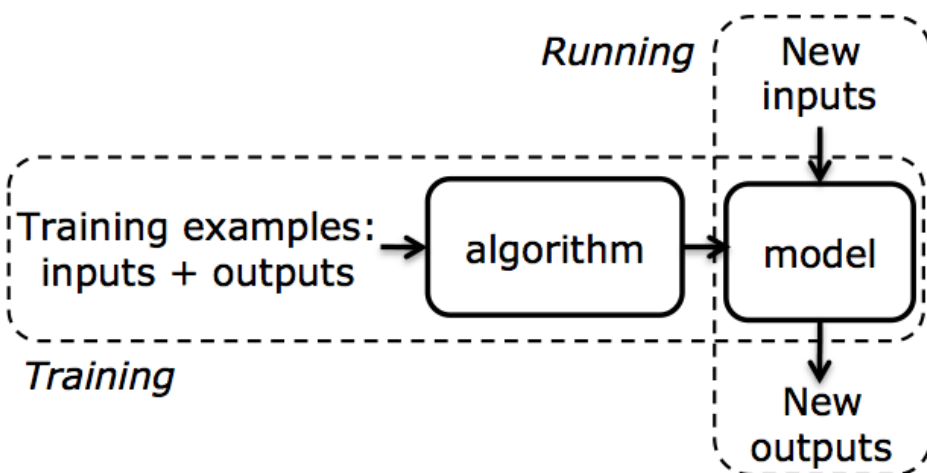 Running
New
inputs
Training examples:
inputs + outputs
algorithm
model
Training
New
outputs